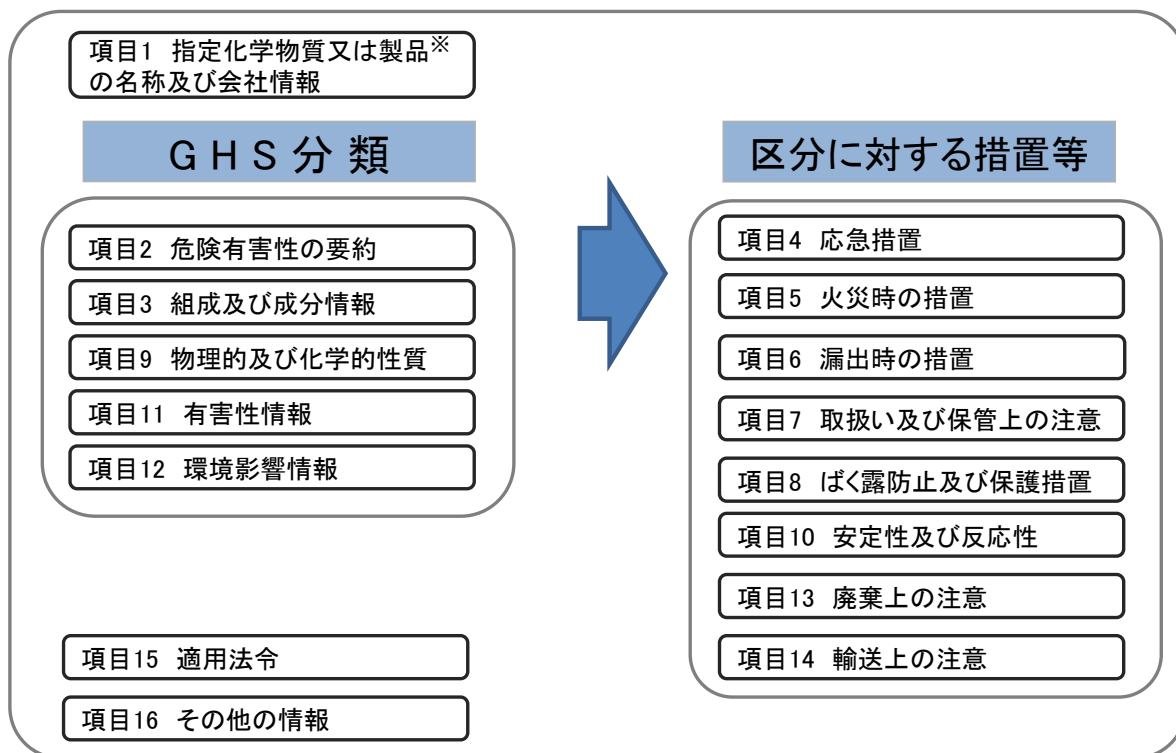 項目1 指定化学物質又は製品※
の名称及び会社情報
GHS分類
項目2 危険有害性の要約
項目3 組成及び成分情報
項目9 物理的及び化学的性質
項目11 有害性情報
項目12 環境影響情報
項目15 適用法令
項目16 その他の情報
区分に対する措置等
項目4 応急措置
項目5 火災時の措置
項目6 漏出時の措置
項目7 取扱い及び保管上の注意
項目8 ばく露防止及び保護措置
項目10 安定性及び反応性
項目13 廃棄上の注意
項目14 輸送上の注意